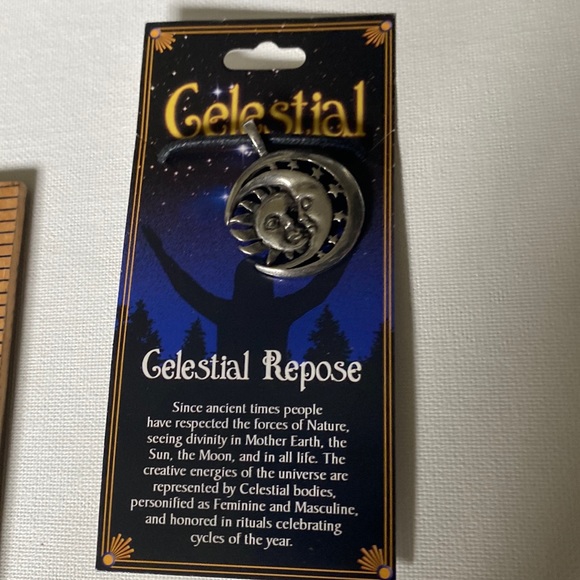 Celestial
Celestial Repose
Since ancient times people
have respected the forces of Nature,
seeing divinity in Mother Earth, the
Sun, the Moon, and in all life. The
creative energies of the universe are
represented by Celestial bodies,
personified as Feminine and Masculine,
and honored in rituals celebrating
cycles of the year.